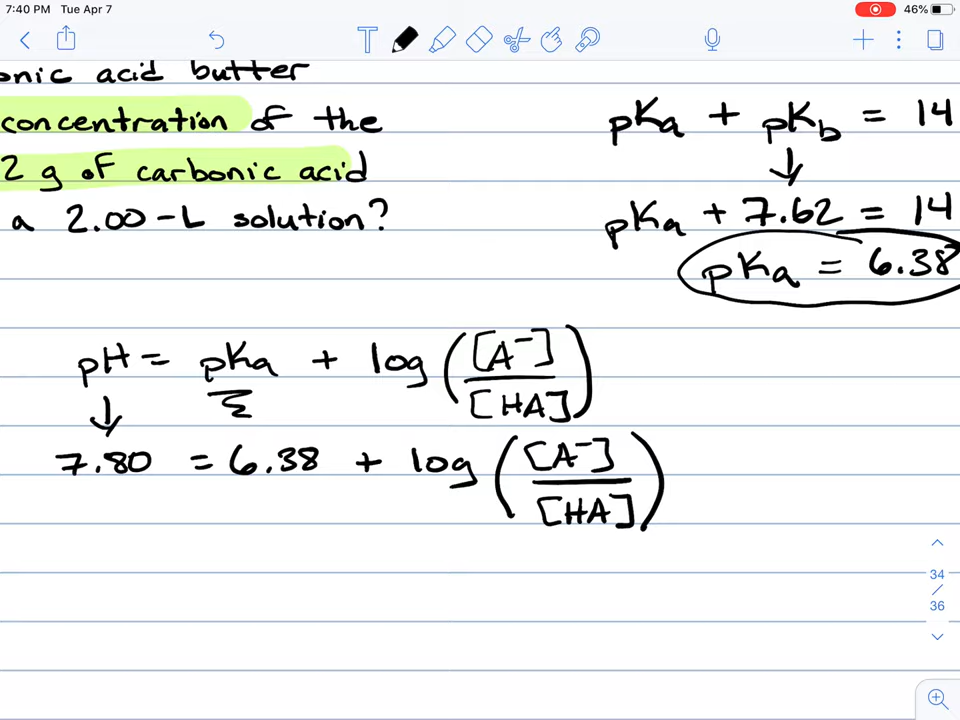 7:40 PM Tue Apr 7
46%
T
onic acid butter
concentration of the
2 g of carbonic acid
a 2.00-L solution?
pKa + pKb = 14
pKa + 7.62 = 14
pKa = 6.38
pH = pKa + log ([A⁻]/[HA])
7.80 = 6.38 + log ([A⁻]/[HA])
34
/
36